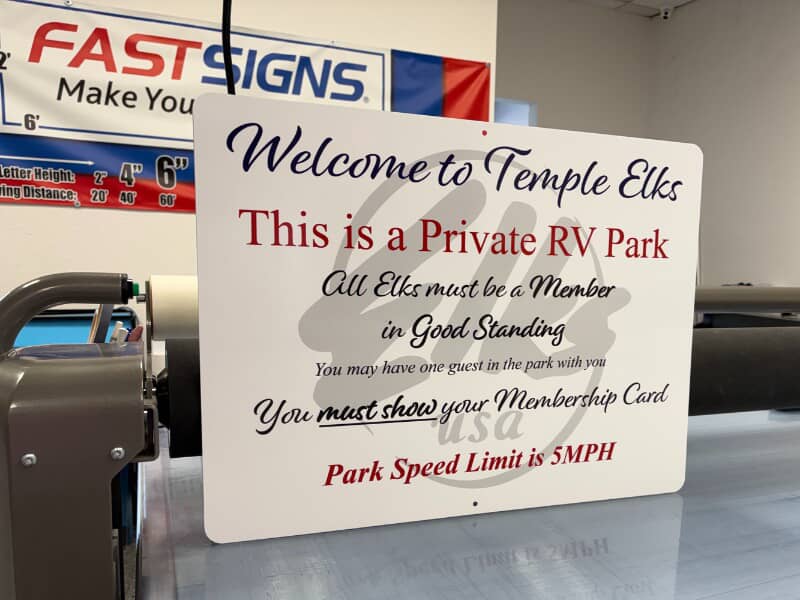 FASTSIGNS®
Make You
2'
6'
Letter Height: 2" 4" 6"
Distance: 20' 40' 60'
Welcome to Temple Elks
This is a Private RV Park
All Elks must be a Member
in Good Standing
You may have one guest in the park with you
You must show your Membership Card
Park Speed Limit is 5MPH
Elks
usa